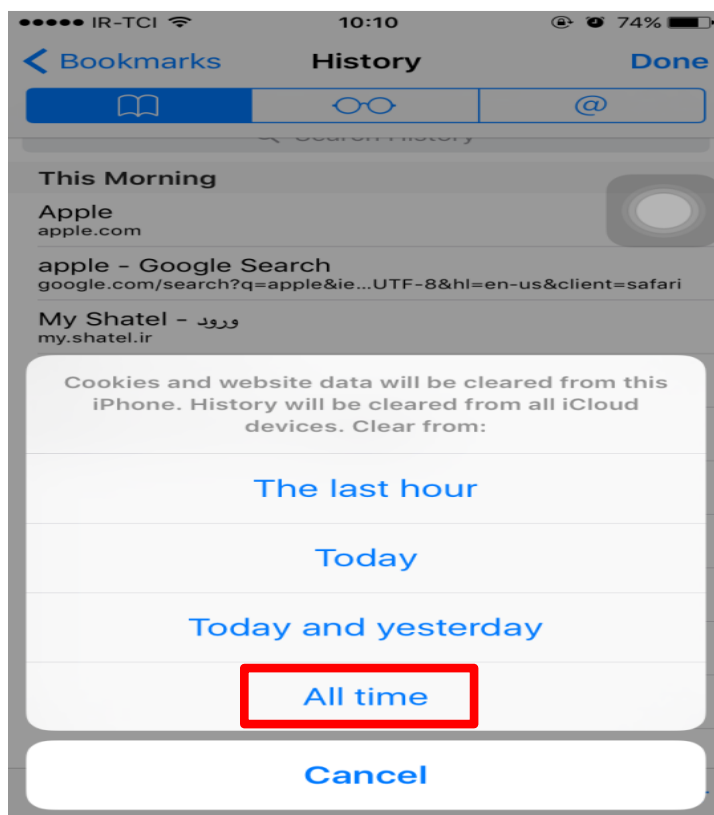 IR-TCI 10:10 74%
Bookmarks History Done
@
Search History
This Morning
Apple
apple.com
apple - Google Search
google.com/search?q=apple&ie...UTF-8&hl=en-us&client=safari
My Shatel - ورود
my.shatel.ir
Cookies and website data will be cleared from this
iPhone. History will be cleared from all iCloud
devices. Clear from:
The last hour
Today
Today and yesterday
All time
Cancel